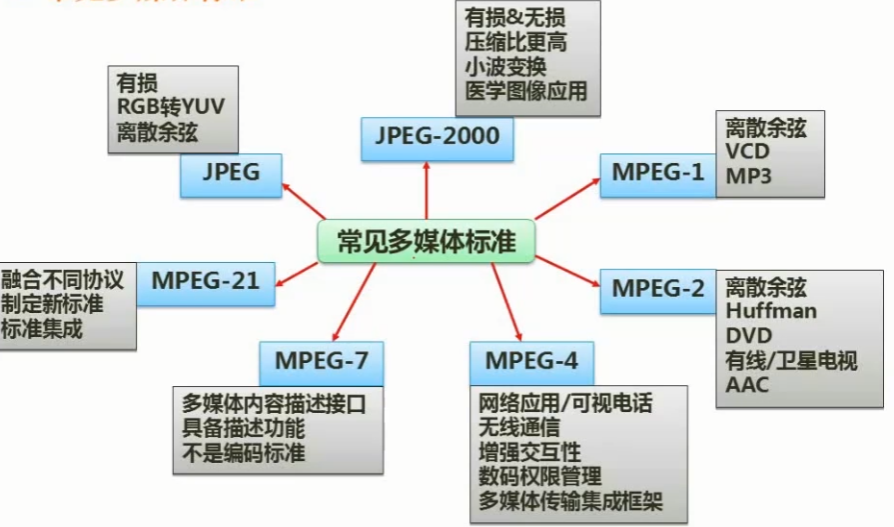 有损&无损
压缩比更高
小波变换
医学图像应用
JPEG-2000
有损
RGB转YUV
离散余弦
JPEG
离散余弦
VCD
MP3
MPEG-1
常见多媒体标准
融合不同协议
制定新标准
标准集成
MPEG-21
MPEG-2
离散余弦
Huffman
DVD
有线/卫星电视
AAC
MPEG-7
多媒体内容描述接口
具备描述功能
不是编码标准
MPEG-4
网络应用/可视电话
无线通信
增强交互性
数码权限管理
多媒体传输集成框架